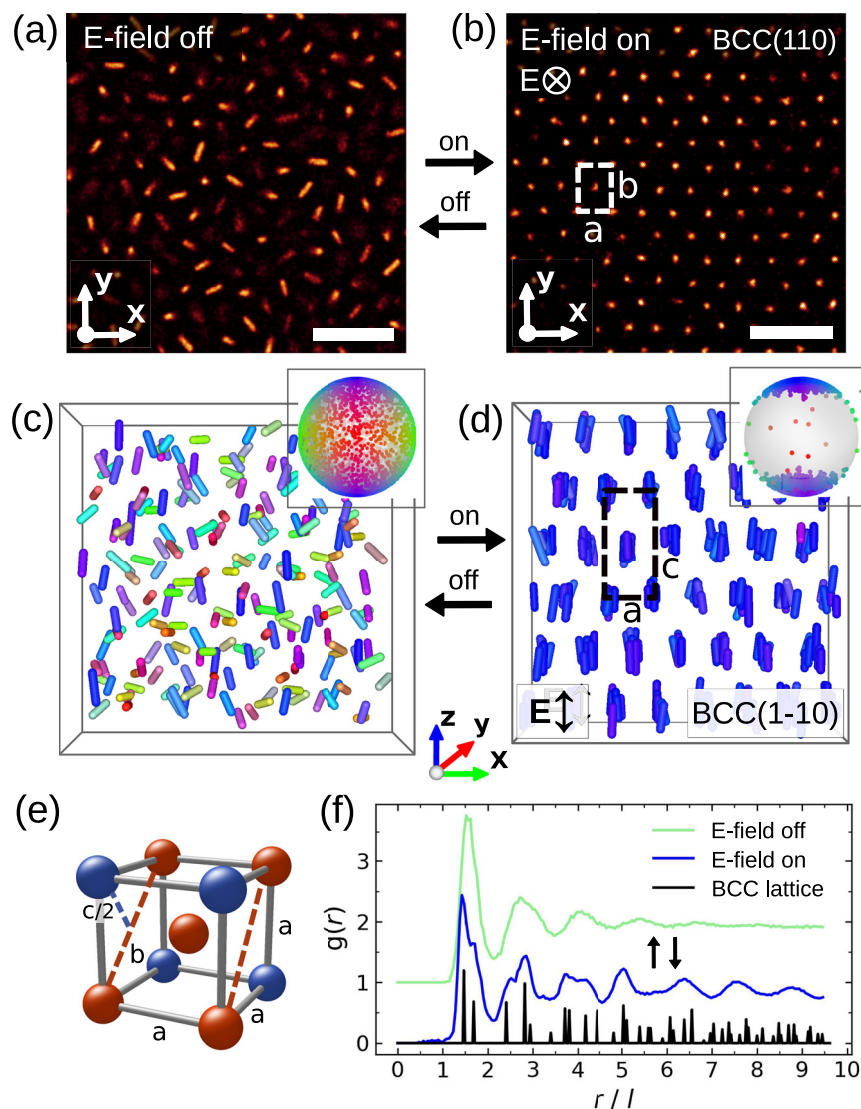 (a)
E-field off
y
x
on
off
(b)
E-field on
BCC(110)
E
b
a
y
x
(c)
on
off
(d)
c
a
E
BCC(1-10)
z
y
x
(e)
c/2
b
a
a
a
(f)
E-field off
E-field on
BCC lattice
g(r)
3
2
1
0
0 1 2 3 4 5 6 7 8 9 10
r / l